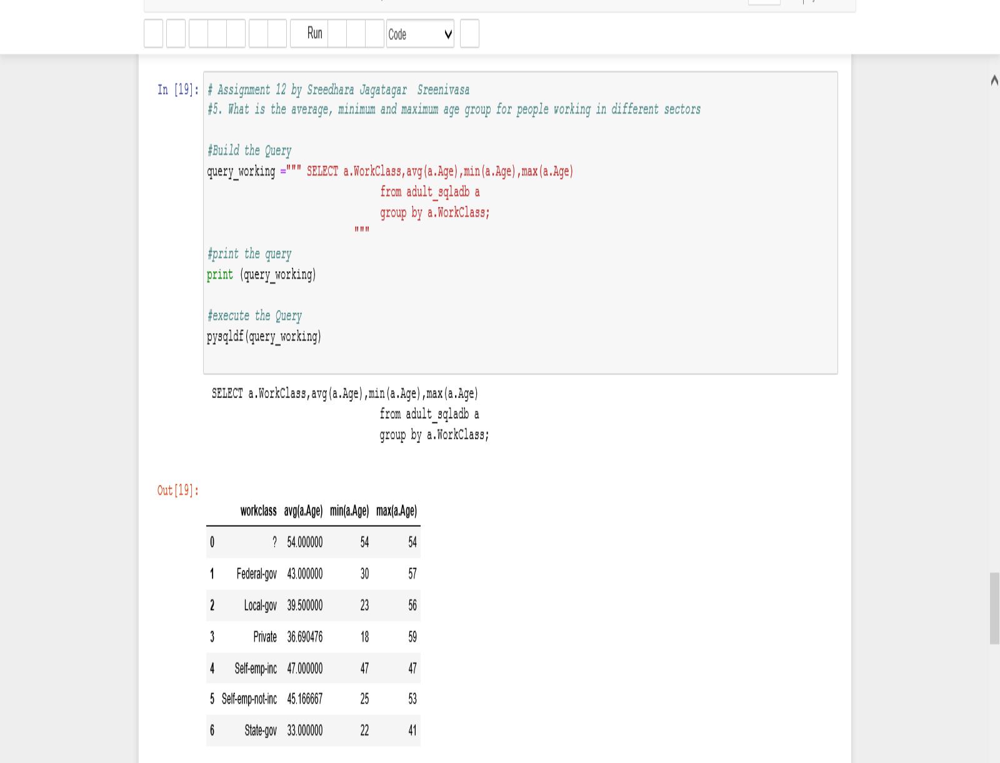 Run Code
In [19]: # Assignment 12 by Sreedhara Jagatagar  Sreenivasa
#5. What is the average, minimum and maximum age group for people working in different sectors
#Build the Query
query_working =""" SELECT a.WorkClass,avg(a.Age),min(a.Age),max(a.Age)
from adult_sqladb a
group by a.WorkClass;
"""
#print the query
print (query_working)
#execute the Query
pysqldf(query_working)
SELECT a.WorkClass,avg(a.Age),min(a.Age),max(a.Age)
from adult_sqladb a
group by a.WorkClass;
Out[19]:
workclass avg(a.Age) min(a.Age) max(a.Age)
0 ? 54.000000 54 54
1 Federal-gov 43.000000 30 57
2 Local-gov 39.500000 23 56
3 Private 36.690476 18 59
4 Self-emp-inc 47.000000 47 47
5 Self-emp-not-inc 45.166667 25 53
6 State-gov 33.000000 22 41